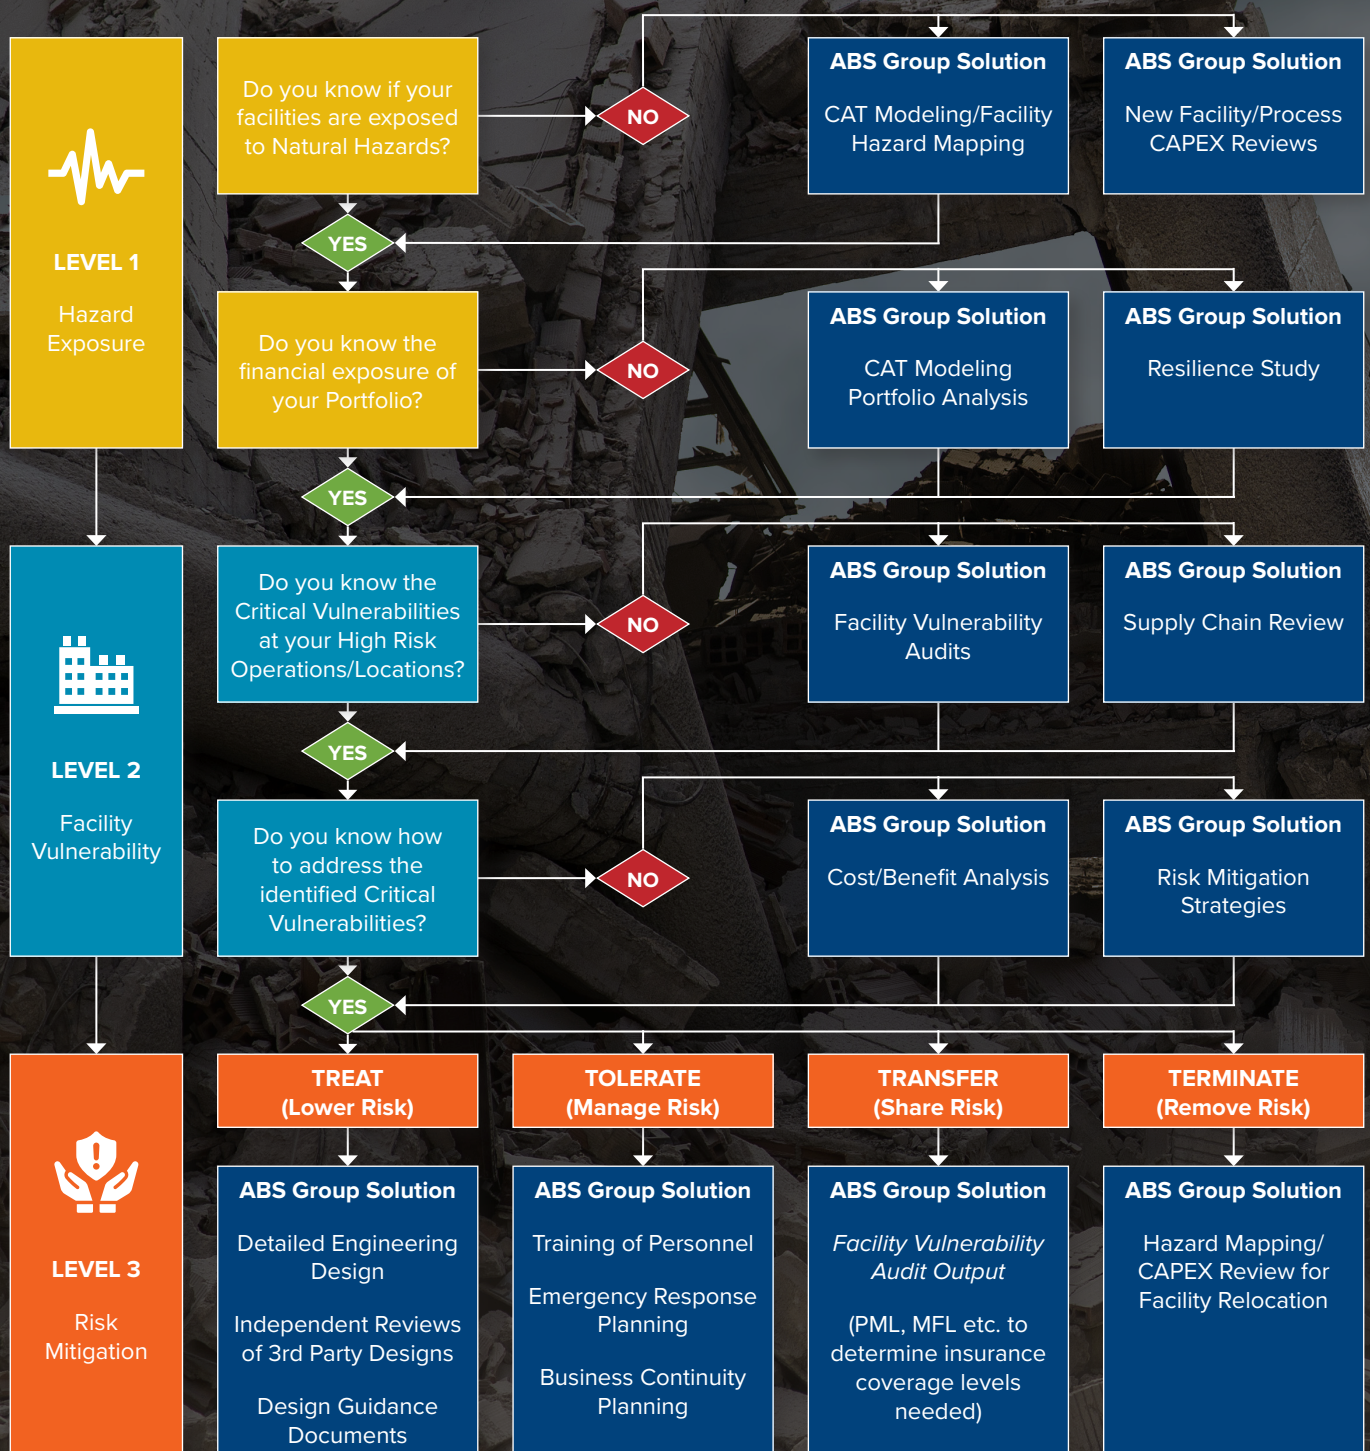 LEVEL 1
Hazard
Exposure
Do you know if your
facilities are exposed
to Natural Hazards?
NO
ABS Group Solution
CAT Modeling/Facility
Hazard Mapping
ABS Group Solution
New Facility/Process
CAPEX Reviews
YES
Do you know the
financial exposure of
your Portfolio?
NO
ABS Group Solution
CAT Modeling
Portfolio Analysis
ABS Group Solution
Resilience Study
YES
LEVEL 2
Facility
Vulnerability
Do you know the
Critical Vulnerabilities
at your High Risk
Operations/Locations?
NO
ABS Group Solution
Facility Vulnerability
Audits
ABS Group Solution
Supply Chain Review
YES
Do you know how
to address the
identified Critical
Vulnerabilities?
NO
ABS Group Solution
Cost/Benefit Analysis
ABS Group Solution
Risk Mitigation
Strategies
YES
LEVEL 3
Risk
Mitigation
TREAT
(Lower Risk)
TOLERATE
(Manage Risk)
TRANSFER
(Share Risk)
TERMINATE
(Remove Risk)
ABS Group Solution
Detailed Engineering
Design
Independent Reviews
of 3rd Party Designs
Design Guidance
Documents
ABS Group Solution
Training of Personnel
Emergency Response
Planning
Business Continuity
Planning
ABS Group Solution
Facility Vulnerability
Audit Output
(PML, MFL etc. to
determine insurance
coverage levels
needed)
ABS Group Solution
Hazard Mapping/
CAPEX Review for
Facility Relocation